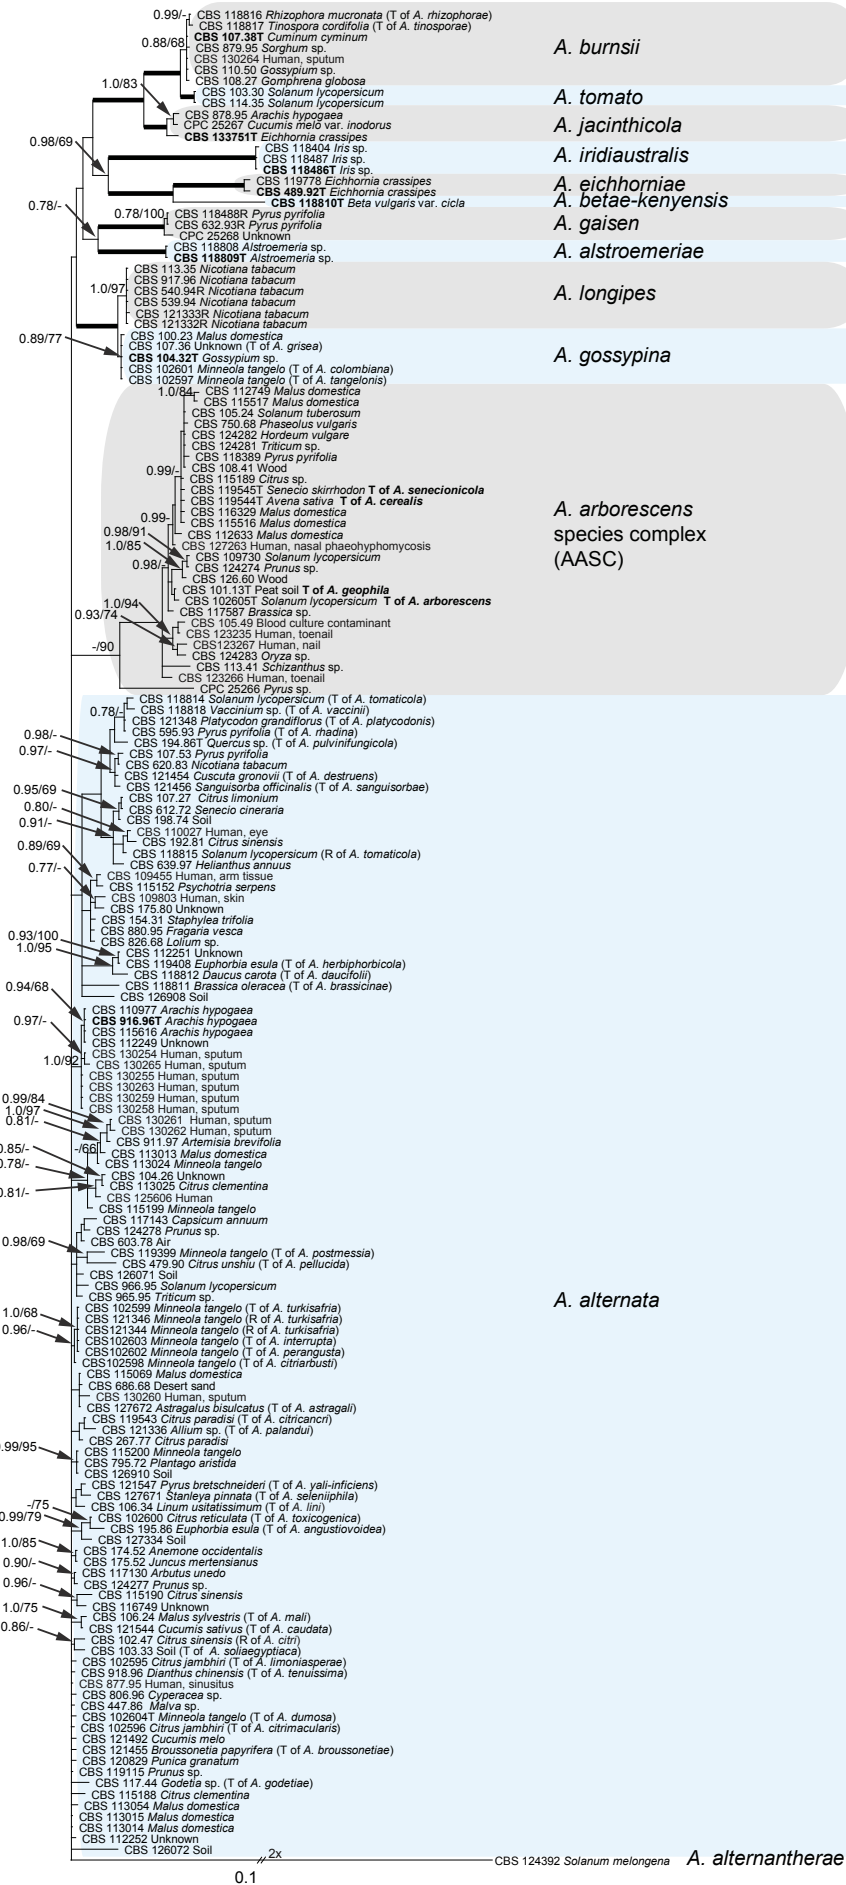 0.99/-
CBS 118816 Rhizophora mucronata (T of A. rhizophorae)
CBS 118817 Tinospora cordifolia (T of A. tinosporae)
CBS 107.38T Cuminum cyminum
0.88/68
CBS 879.95 Sorghum sp.
A. burnsii
CBS 130264 Human, sputum
CBS 110.50 Gossypium sp.
CBS 108.27 Gomphrena globosa
1.0/83
CBS 103.30 Solanum lycopersicum
A. tomato
CBS 114.35 Solanum lycopersicum
CBS 878.95 Arachis hypogaea
CPC 25267 Cucumis melo var. inodorus
A. jacinthicola
CBS 133751T Eichhornia crassipes
0.98/69
CBS 118404 Iris sp.
CBS 118487 Iris sp.
A. iridiaustralis
CBS 118486T Iris sp.
CBS 119778 Eichhornia crassipes
A. eichhorniae
CBS 489.92T Eichhornia crassipes
CBS 118810T Beta vulgaris var. cicla
A. betae-kenyensis
0.78/-
0.78/100
CBS 118488R Pyrus pyrifolia
CBS 632.93R Pyrus pyrifolia
A. gaisen
CPC 25268 Unknown
CBS 118808 Alstroemeria sp.
A. alstroemeriae
CBS 118809T Alstroemeria sp.
CBS 113.35 Nicotiana tabacum
CBS 917.96 Nicotiana tabacum
1.0/97
CBS 540.94R Nicotiana tabacum
A. longipes
CBS 539.94 Nicotiana tabacum
CBS 121333R Nicotiana tabacum
CBS 121332R Nicotiana tabacum
0.89/77
CBS 100.23 Malus domestica
CBS 107.36 Unknown (T of A. grisea)
CBS 104.32T Gossypium sp.
A. gossypina
CBS 102601 Minneola tangelo (T of A. colombiana)
CBS 102597 Minneola tangelo (T of A. tangelonis)
1.0/84
CBS 112749 Malus domestica
CBS 115517 Malus domestica
CBS 105.24 Solanum tuberosum
CBS 750.68 Phaseolus vulgaris
CBS 124282 Hordeum vulgare
CBS 124281 Triticum sp.
CBS 118389 Pyrus pyrifolia
0.99/-
CBS 108.41 Wood
CBS 115189 Citrus sp.
CBS 119545T Senecio skirrhodon T of A. senecionicola
CBS 119544T Avena sativa T of A. cerealis
A. arborescens
species complex
(AASC)
CBS 116329 Malus domestica
0.99-
CBS 115516 Malus domestica
0.98/91
CBS 112633 Malus domestica
1.0/85
CBS 127263 Human, nasal phaeohyphomycosis
CBS 109730 Solanum lycopersicum
0.98/-
CBS 124274 Prunus sp.
CBS 126.60 Wood
CBS 101.13T Peat soil T of A. geophila
1.0/94
CBS 102605T Solanum lycopersicum T of A. arborescens
0.93/74
CBS 117587 Brassica sp.
CBS 105.49 Blood culture contaminant
CBS 123235 Human, toenail
-/90
CBS123267 Human, nail
CBS 124283 Oryza sp.
CBS 113.41 Schizanthus sp.
CBS 123266 Human, toenail
CPC 25266 Pyrus sp.
CBS 118814 Solanum lycopersicum (T of A. tomaticola)
0.78/-
CBS 118818 Vaccinium sp. (T of A. vaccinii)
CBS 121348 Platycodon grandiflorus (T of A. platycodonis)
CBS 595.93 Pyrus pyrifolia (T of A. rhadina)
0.98/-
CBS 194.86T Quercus sp. (T of A. pulvinifungicola)
0.97/-
CBS 107.53 Pyrus pyrifolia
CBS 620.83 Nicotiana tabacum
CBS 121454 Cuscuta gronovii (T of A. destruens)
CBS 121456 Sanguisorba officinalis (T of A. sanguisorbae)
0.95/69
CBS 107.27 Citrus limonium
0.80/-
CBS 612.72 Senecio cineraria
0.91/-
CBS 198.74 Soil
CBS 110027 Human, eye
0.89/69
CBS 192.81 Citrus sinensis
CBS 118815 Solanum lycopersicum (R of A. tomaticola)
0.77/-
CBS 639.97 Helianthus annuus
CBS 109455 Human, arm tissue
CBS 115152 Psychotria serpens
CBS 109803 Human, skin
CBS 175.80 Unknown
CBS 154.31 Staphylea trifolia
CBS 880.95 Fragaria vesca
0.93/100
CBS 826.68 Lolium sp.
1.0/95
CBS 112251 Unknown
CBS 119408 Euphorbia esula (T of A. herbiphorbicola)
CBS 118812 Daucus carota (T of A. daucifolii)
0.94/68
CBS 118811 Brassica oleracea (T of A. brassicinae)
CBS 126908 Soil
CBS 110977 Arachis hypogaea
0.97/-
CBS 916.96T Arachis hypogaea
CBS 115616 Arachis hypogaea
CBS 112249 Unknown
1.0/92
CBS 130254 Human, sputum
CBS 130265 Human, sputum
CBS 130255 Human, sputum
CBS 130263 Human, sputum
CBS 130259 Human, sputum
0.99/84
CBS 130258 Human, sputum
1.0/97
CBS 130261 Human, sputum
0.81/-
CBS 130262 Human, sputum
CBS 911.97 Artemisia brevifolia
0.85/-
-/66
CBS 113013 Malus domestica
0.78/-
CBS 113024 Minneola tangelo
CBS 104.26 Unknown
0.81/-
CBS 113025 Citrus clementina
CBS 125606 Human
CBS 115199 Minneola tangelo
CBS 117143 Capsicum annuum
CBS 124278 Prunus sp.
0.98/69
CBS 603.78 Air
CBS 119399 Minneola tangelo (T of A. postmessia)
CBS 479.90 Citrus unshiu (T of A. pellucida)
CBS 126071 Soil
CBS 966.95 Solanum lycopersicum
CBS 965.95 Triticum sp.
A. alternata
1.0/68
CBS 102599 Minneola tangelo (T of A. turkisafria)
CBS 121346 Minneola tangelo (R of A. turkisafria)
0.96/-
CBS121344 Minneola tangelo (R of A. turkisafria)
CBS102603 Minneola tangelo (T of A. interrupta)
CBS102602 Minneola tangelo (T of A. perangusta)
CBS102598 Minneola tangelo (T of A. citriarbusti)
CBS 115069 Malus domestica
CBS 686.68 Desert sand
CBS 130260 Human, sputum
CBS 127672 Astragalus bisulcatus (T of A. astragali)
CBS 119543 Citrus paradisi (T of A. citricancri)
CBS 121336 Allium sp. (T of A. palandui)
0.99/95
CBS 267.77 Citrus paradisi
CBS 115200 Minneola tangelo
CBS 795.72 Plantago aristida
CBS 126910 Soil
CBS 121547 Pyrus bretschneideri (T of A. yali-inficiens)
CBS 127671 Stanleya pinnata (T of A. seleniiphila)
-/75
CBS 106.34 Linum usitatissimum (T of A. lini)
0.99/79
CBS 102600 Citrus reticulata (T of A. toxicogenica)
CBS 195.86 Euphorbia esula (T of A. angustiovoidea)
1.0/85
CBS 127334 Soil
CBS 174.52 Anemone occidentalis
0.90/-
CBS 175.52 Juncus mertensianus
CBS 117130 Arbutus unedo
0.96/-
CBS 124277 Prunus sp.
CBS 115190 Citrus sinensis
1.0/75
CBS 116749 Unknown
CBS 106.24 Malus sylvestris (T of A. mali)
0.86/-
CBS 121544 Cucumis sativus (T of A. caudata)
CBS 102.47 Citrus sinensis (R of A. citri)
CBS 103.33 Soil (T of A. soliaegyptiaca)
CBS 102595 Citrus jambhiri (T of A. limoniasperae)
CBS 918.96 Dianthus chinensis (T of A. tenuissima)
CBS 877.95 Human, sinusitus
CBS 806.96 Cyperacea sp.
CBS 447.86 Malva sp.
CBS 102604T Minneola tangelo (T of A. dumosa)
CBS 102596 Citrus jambhiri (T of A. citrimacularis)
CBS 121492 Cucumis melo
CBS 121455 Broussonetia papyrifera (T of A. broussonetiae)
CBS 120829 Punica granatum
CBS 119115 Prunus sp.
CBS 117.44 Godetia sp. (T of A. godetiae)
CBS 115188 Citrus clementina
CBS 113054 Malus domestica
CBS 113015 Malus domestica
CBS 113014 Malus domestica
CBS 112252 Unknown
CBS 126072 Soil
2x
CBS 124392 Solanum melongena
A. alternantherae
0.1